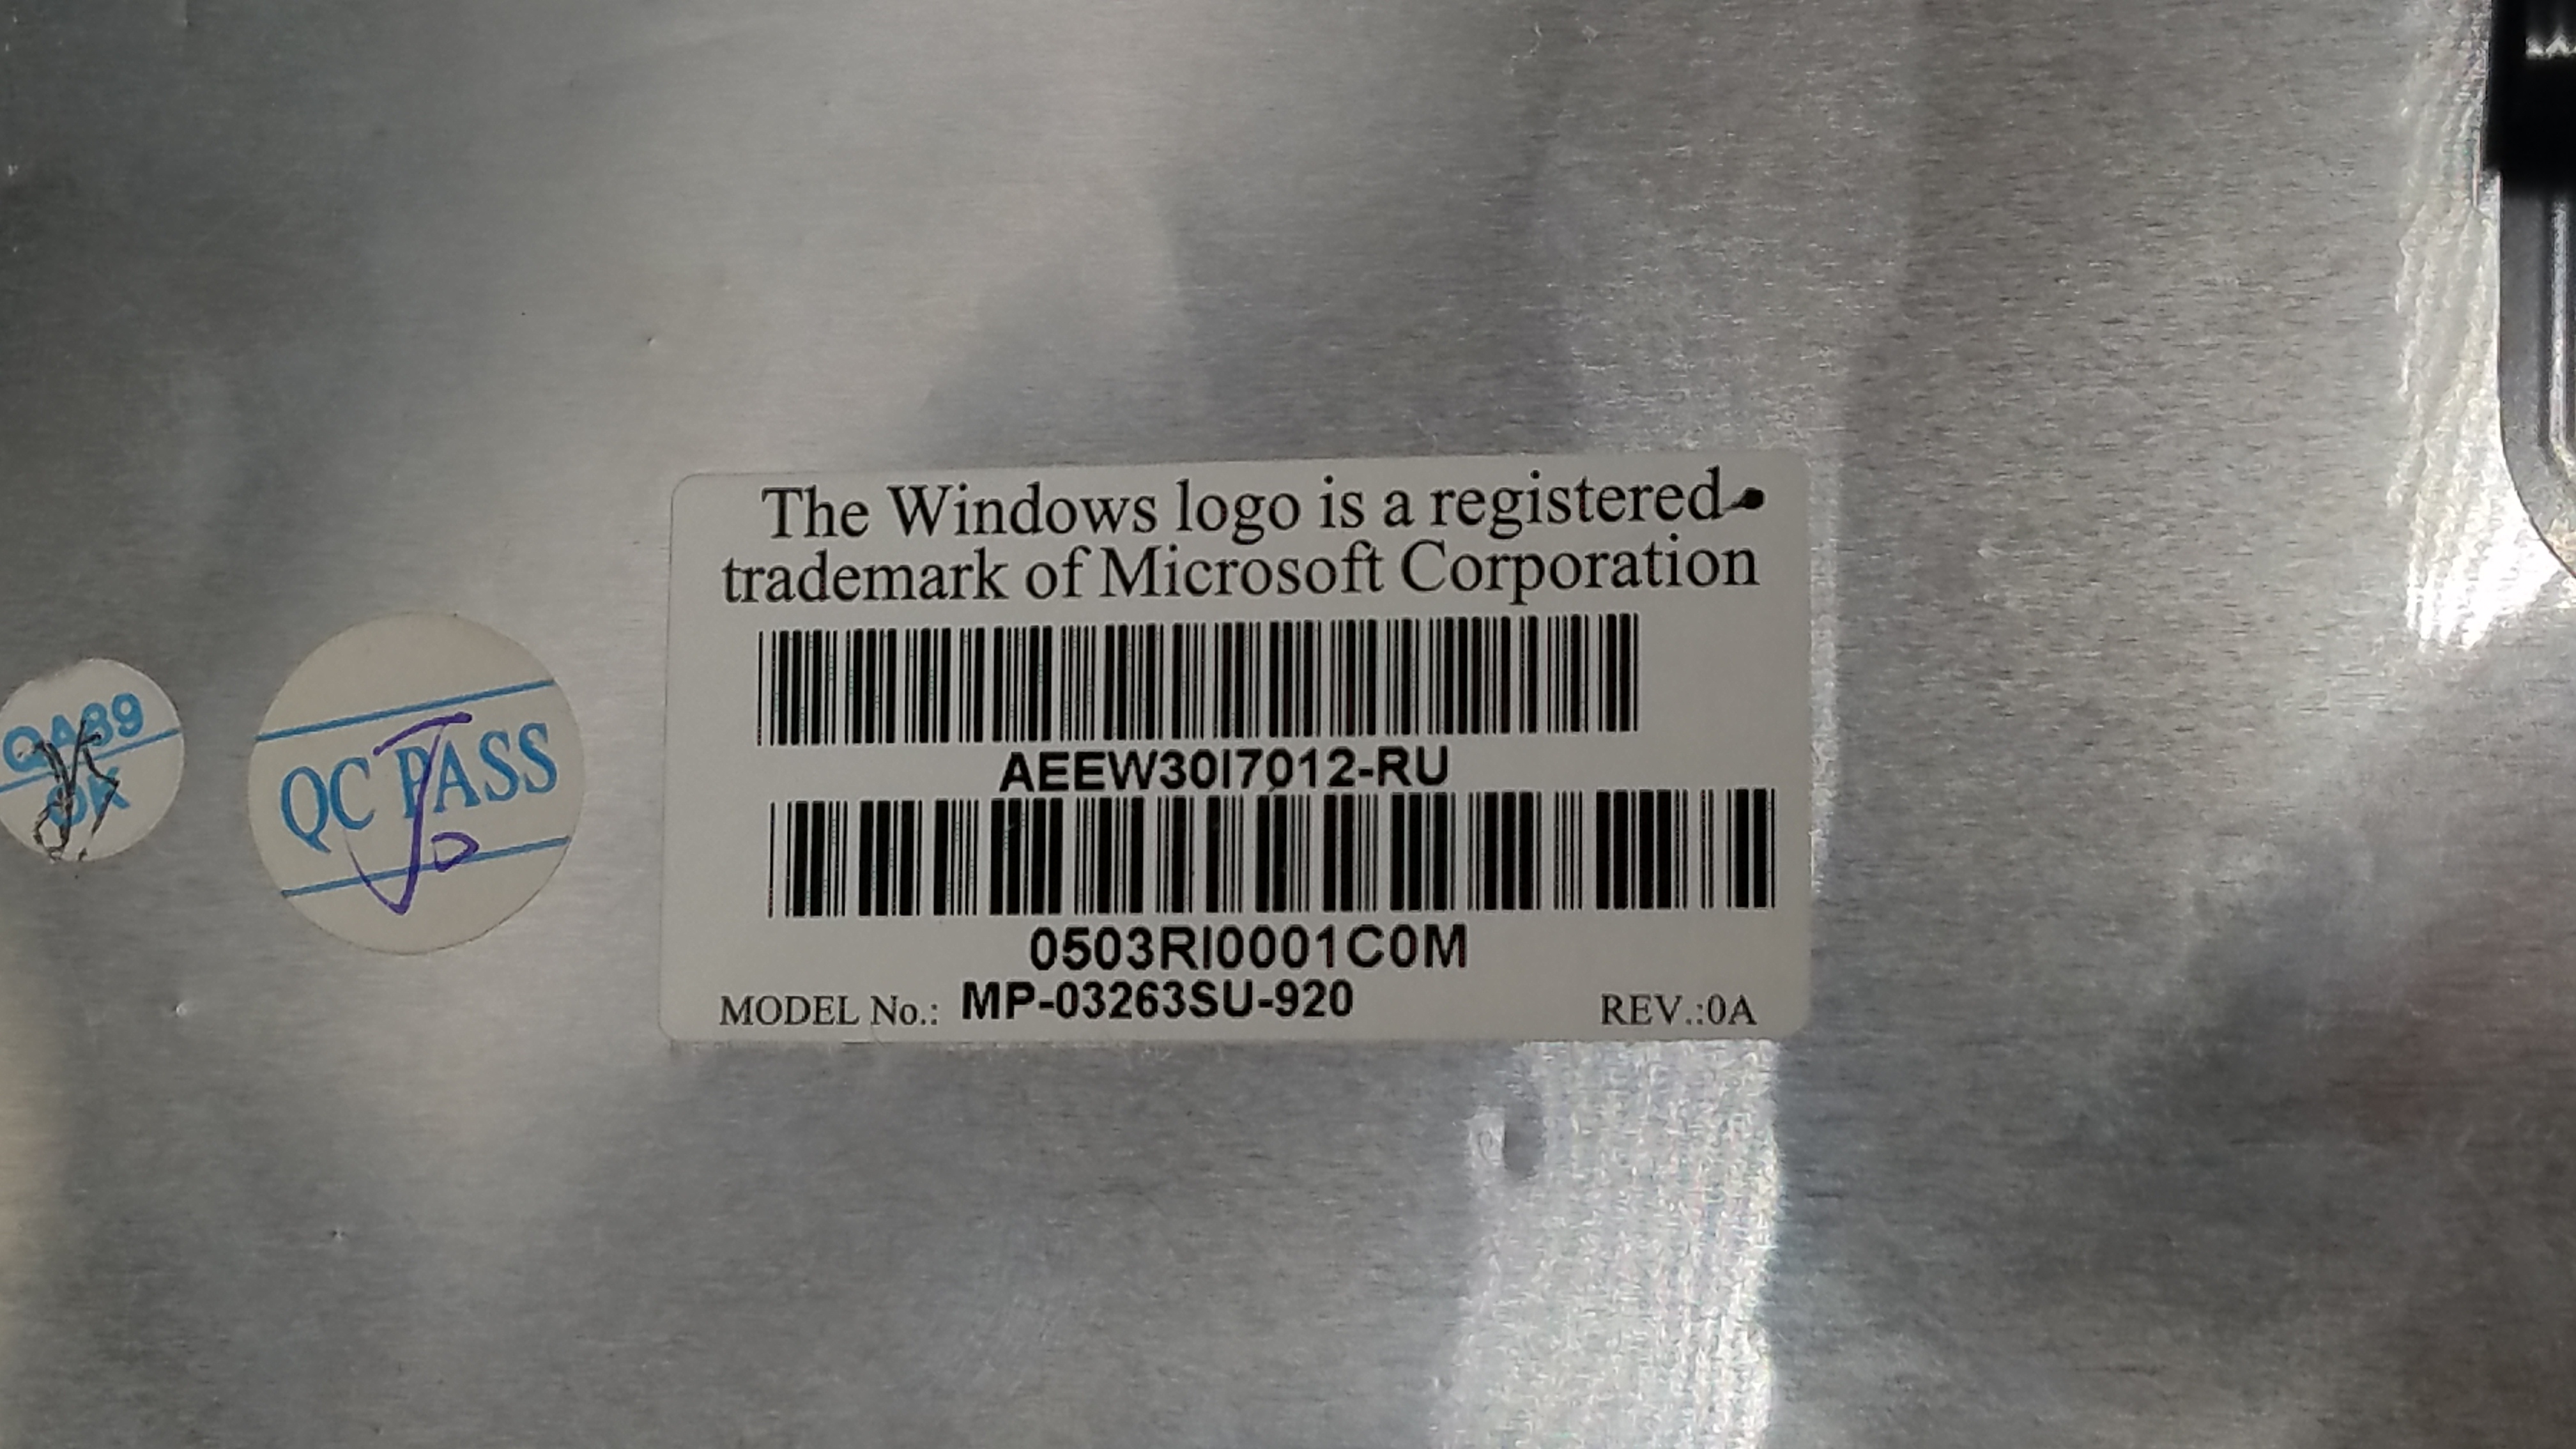 The Windows logo is a registered
trademark of Microsoft Corporation
AEEW30I7012-RU
0503RI0001C0M
MODEL No.: MP-03263SU-920 REV.:0A
QC PASS
QA39
OK